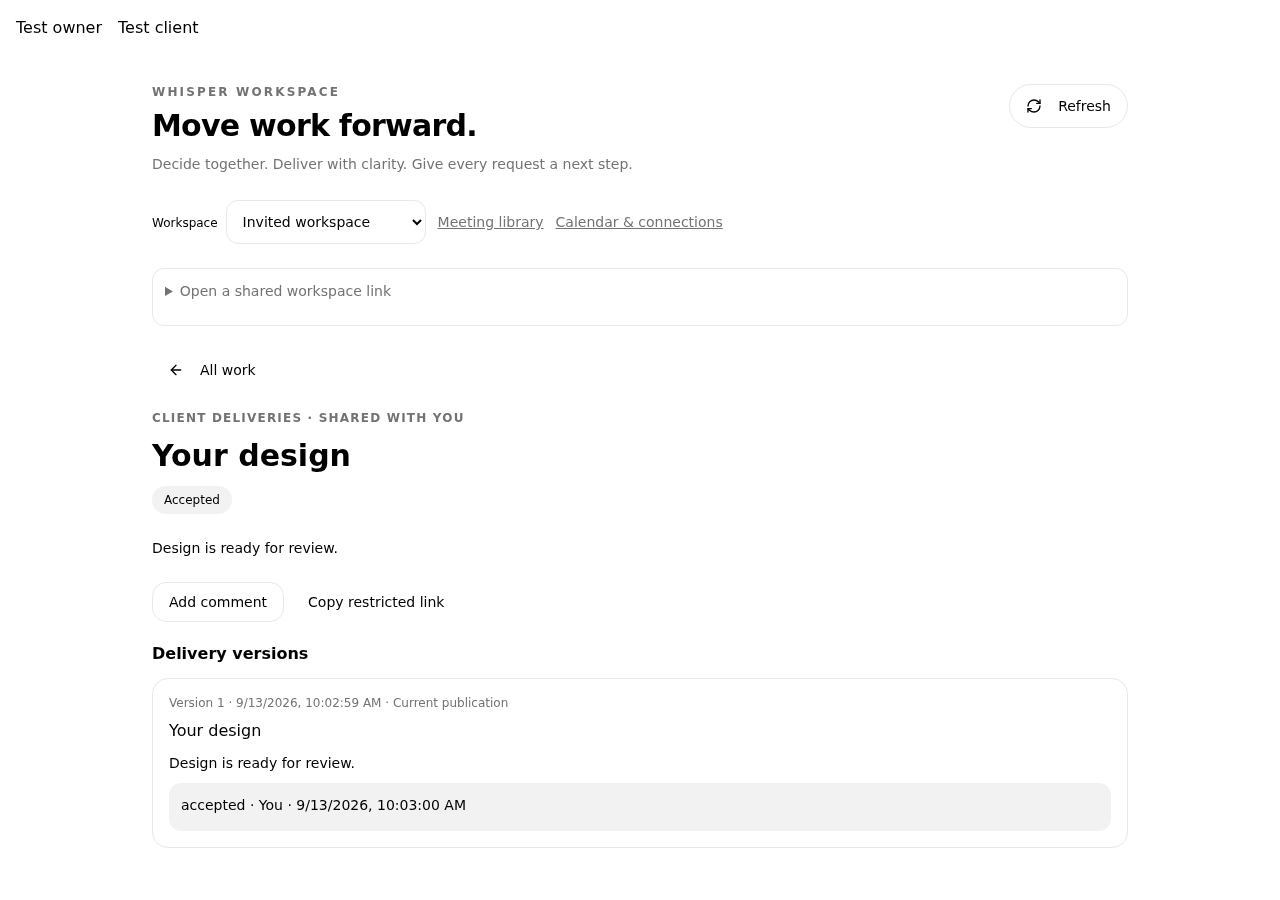 Test owner Test client
WHISPER WORKSPACE
Move work forward.
Refresh
Decide together. Deliver with clarity. Give every request a next step.
Workspace Invited workspace Meeting library Calendar & connections
Open a shared workspace link
All work
CLIENT DELIVERIES · SHARED WITH YOU
Your design
Accepted
Design is ready for review.
Add comment Copy restricted link
Delivery versions
Version 1 · 9/13/2026, 10:02:59 AM · Current publication
Your design
Design is ready for review.
accepted · You · 9/13/2026, 10:03:00 AM